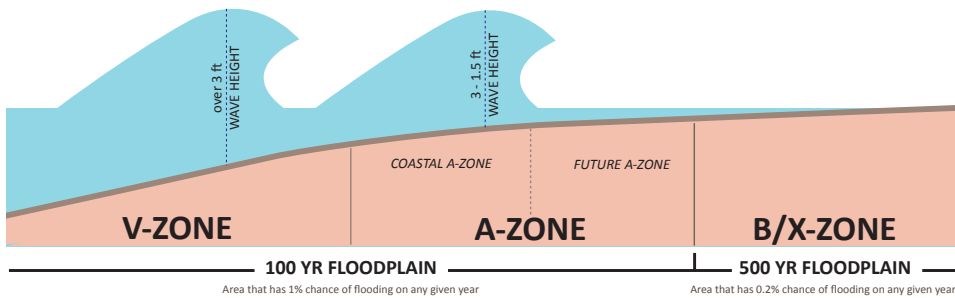 over 3 ft
WAVE HEIGHT
3 - 1.5 ft
WAVE HEIGHT
COASTAL A-ZONE
FUTURE A-ZONE
V-ZONE
A-ZONE
B/X-ZONE
100 YR FLOODPLAIN
500 YR FLOODPLAIN
Area that has 1% chance of flooding on any given year
Area that has 0.2% chance of flooding on any given year